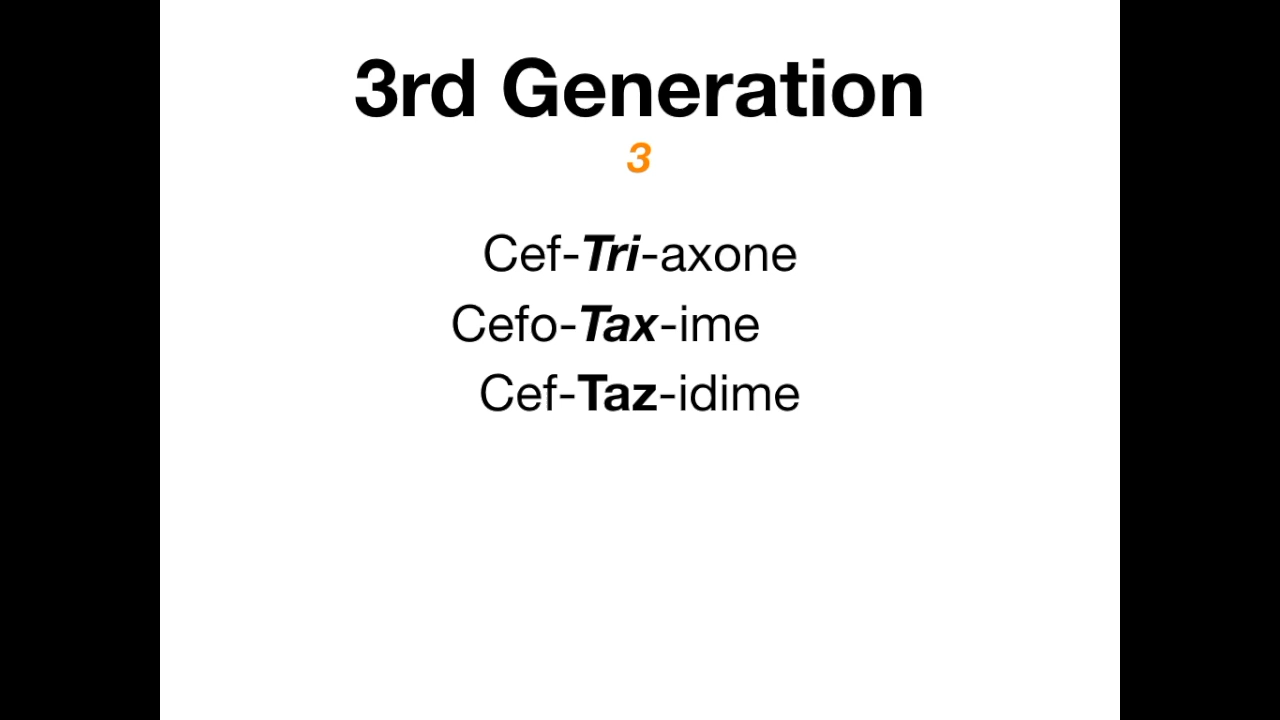 3rd Generation
3
Cef-Tri-axone
Cefo-Tax-ime
Cef-Taz-idime